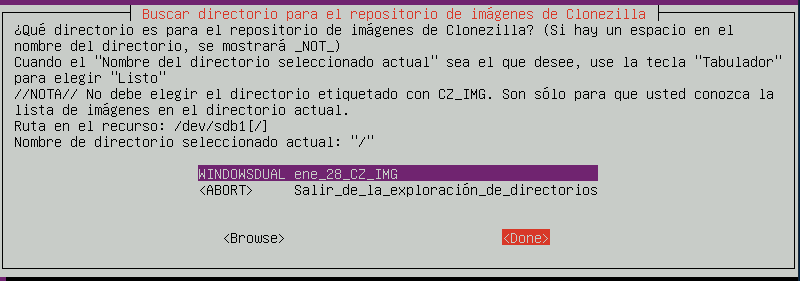 Buscar directorio para el repositorio de imágenes de Clonezilla
¿Qué directorio es para el repositorio de imágenes de Clonezilla? (Si hay un espacio en el
nombre del directorio, se mostrará _NOT_)
Cuando el "Nombre del directorio seleccionado actual" sea el que desee, use la tecla "Tabulador"
para elegir "Listo"
//NOTA// No debe elegir el directorio etiquetado con CZ_IMG. Son sólo para que usted conozca la
lista de imágenes en el directorio actual.
Ruta en el recurso: /dev/sdb1[/]
Nombre de directorio seleccionado actual: "/"
WINDOWSDUAL ene_28_CZ_IMG
<ABORT> Salir_de_la_exploración_de_directorios
<Browse> <Done>